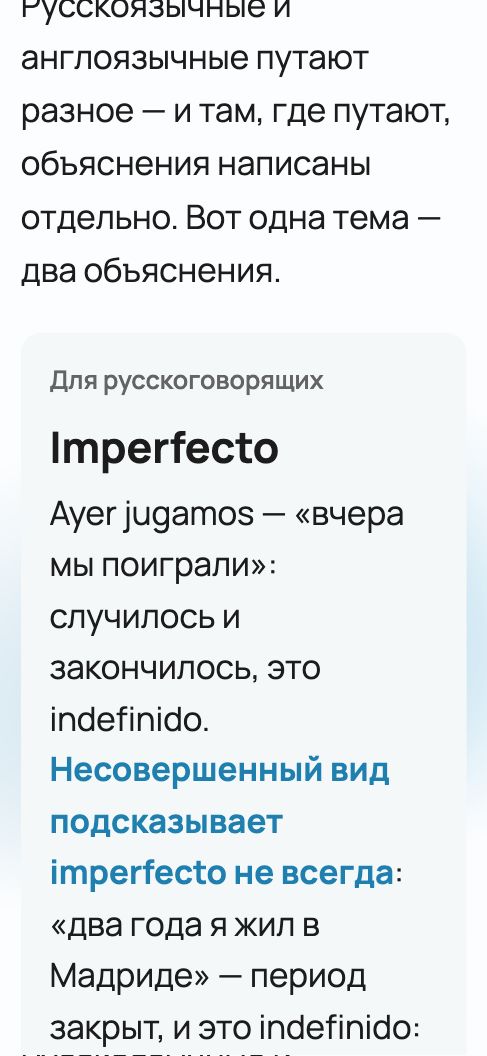 Русскоязычные и
англоязычные путают
разное — и там, где путают,
объяснения написаны
отдельно. Вот одна тема —
два объяснения.
Для русскоговорящих
Imperfecto
Ayer jugamos — «вчера
мы поиграли»:
случилось и
закончилось, это
indefinido.
Несовершенный вид
подсказывает
imperfecto не всегда:
«два года я жил в
Мадриде» — период
закрыт, и это indefinido: